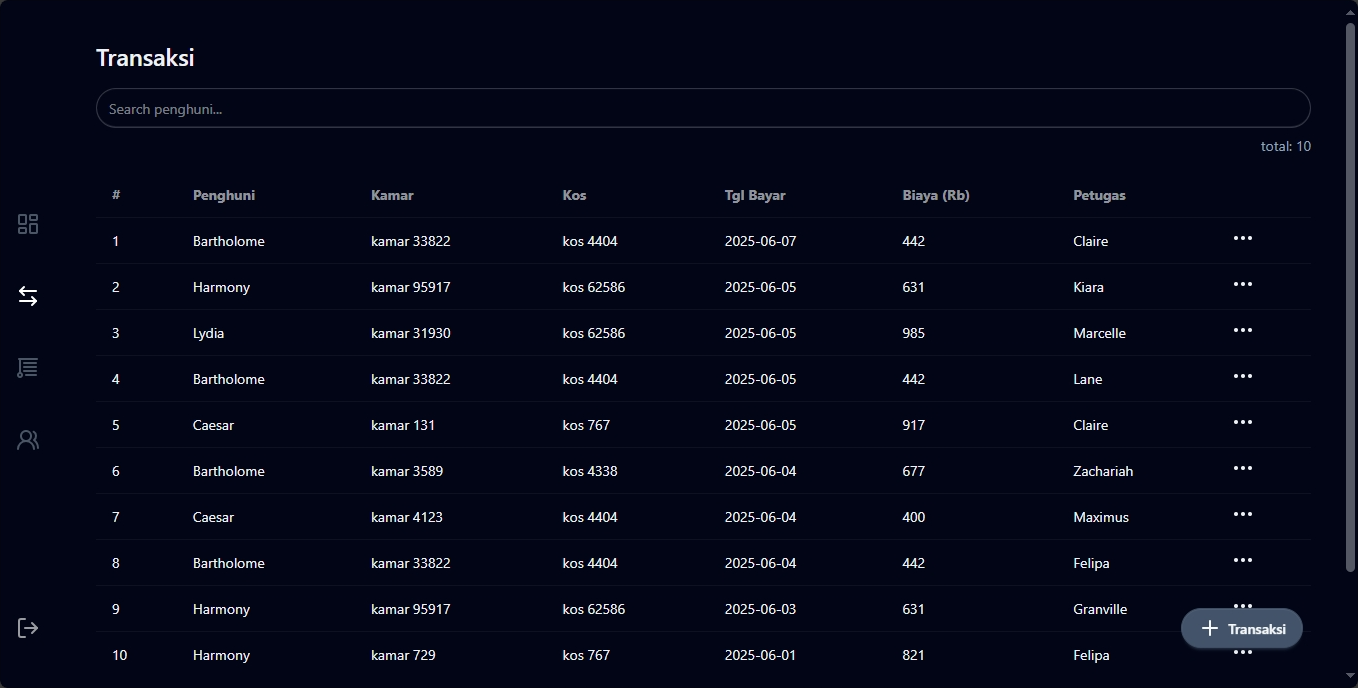 Transaksi
Search penghuni...
total: 10
# Penghuni Kamar Kos Tgl Bayar Biaya (Rb) Petugas
1 Bartholome kamar 33822 kos 4404 2025-06-07 442 Claire
2 Harmony kamar 95917 kos 62586 2025-06-05 631 Kiara
3 Lydia kamar 31930 kos 62586 2025-06-05 985 Marcelle
4 Bartholome kamar 33822 kos 4404 2025-06-05 442 Lane
5 Caesar kamar 131 kos 767 2025-06-05 917 Claire
6 Bartholome kamar 3589 kos 4338 2025-06-04 677 Zachariah
7 Caesar kamar 4123 kos 4404 2025-06-04 400 Maximus
8 Bartholome kamar 33822 kos 4404 2025-06-04 442 Felipa
9 Harmony kamar 95917 kos 62586 2025-06-03 631 Granville
Transaksi
10 Harmony kamar 729 kos 767 2025-06-01 821 Felipa